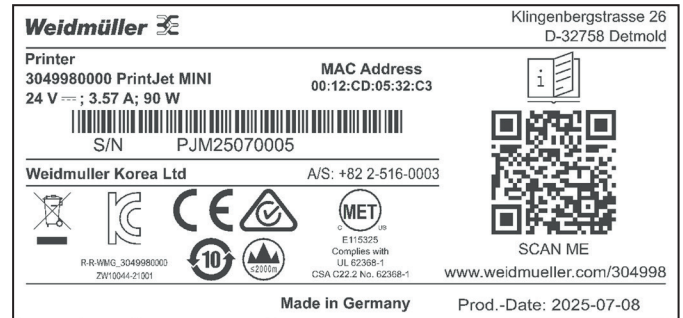 Weidmüller
Klingenbergstrasse 26
D-32758 Detmold
Printer
3049980000 PrintJet MINI
24 V ⎓; 3.57 A; 90 W
MAC Address
00:12:CD:05:32:C3
i
S/N PJM25070005
Weidmuller Korea Ltd
A/S: +82 2-516-0003
CE
MET
C US
E115325
Complies with
UL 62368-1
CSA C22.2 No. 62368-1
R-R-WMG_3049980000
ZW10044-21001
10
≤2000m
SCAN ME
www.weidmueller.com/304998
Made in Germany
Prod.-Date: 2025-07-08